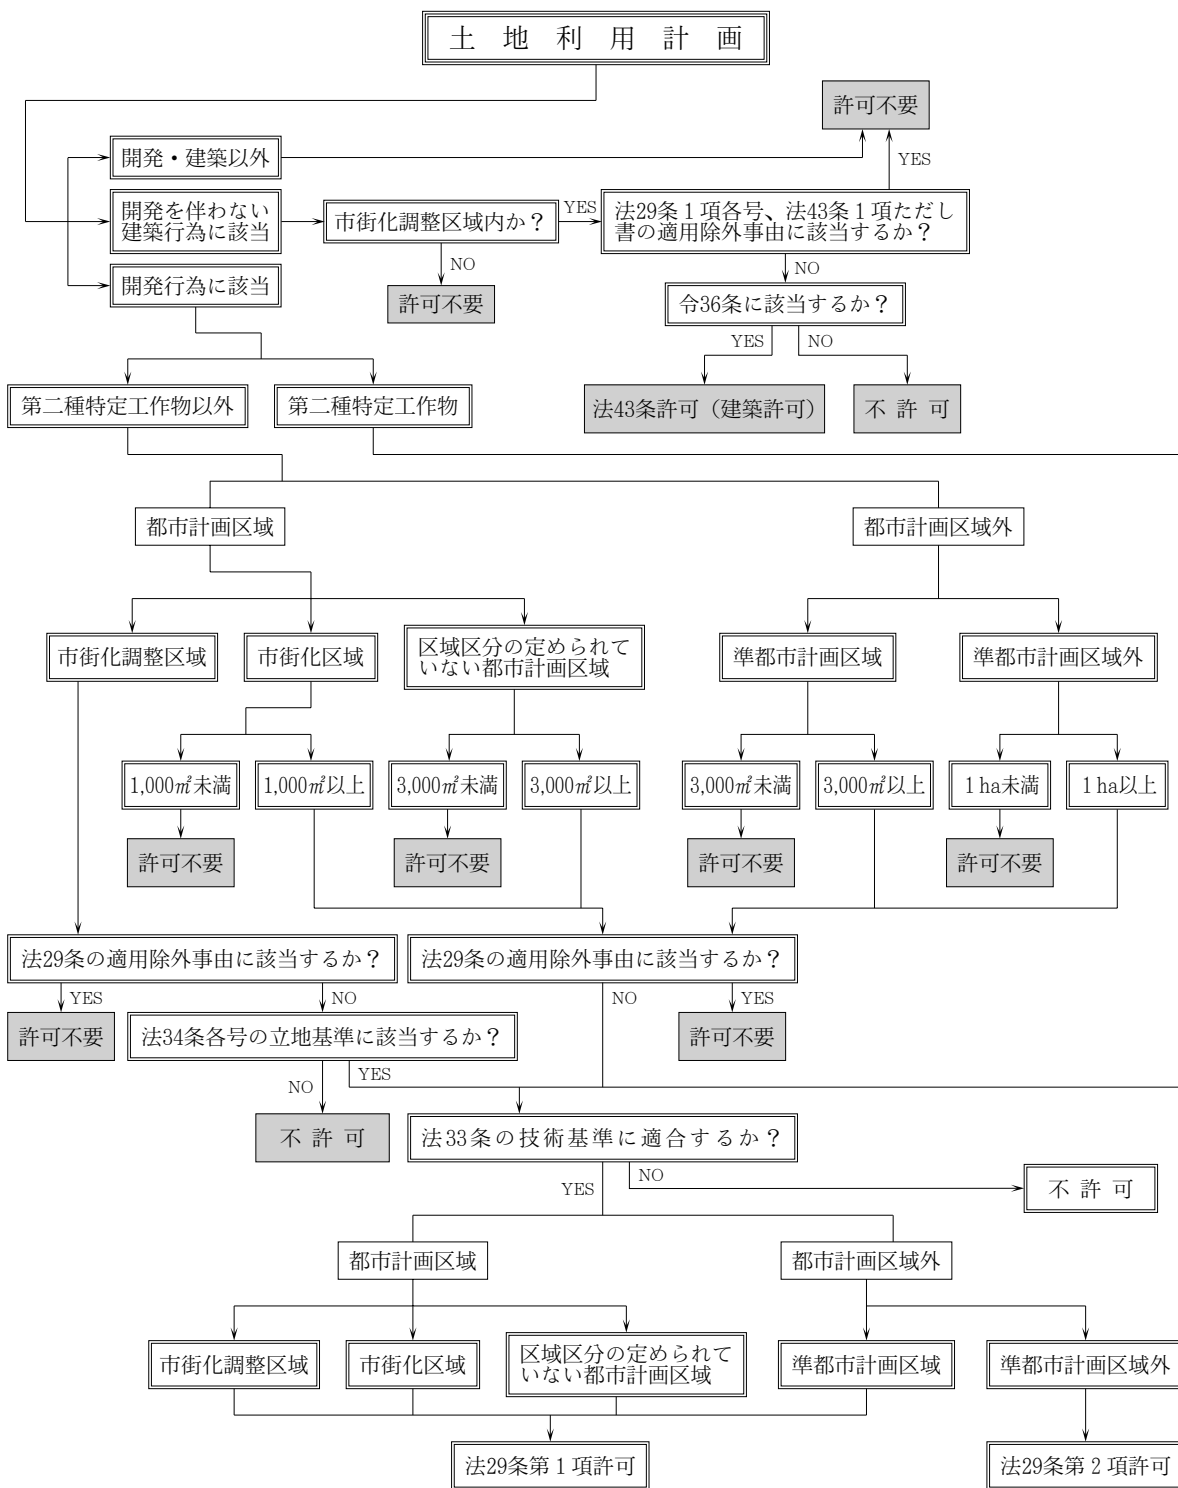 土地利用計画
許可不要
開発・建築以外
YES
開発を伴わない
建築行為に該当
市街化調整区域内か？
YES
法29条１項各号、法43条１項ただし
書の適用除外事由に該当するか？
開発行為に該当
NO
許可不要
NO
令36条に該当するか？
YES
NO
第二種特定工作物以外
第二種特定工作物
法43条許可（建築許可）
不許可
都市計画区域
都市計画区域外
市街化調整区域
市街化区域
区域区分の定められて
いない都市計画区域
準都市計画区域
準都市計画区域外
1,000㎡未満
1,000㎡以上
3,000㎡未満
3,000㎡以上
3,000㎡未満
3,000㎡以上
１ha未満
１ha以上
許可不要
許可不要
許可不要
許可不要
法29条の適用除外事由に該当するか？
法29条の適用除外事由に該当するか？
YES
NO
NO
YES
許可不要
法34条各号の立地基準に該当するか？
許可不要
NO
YES
不許可
法33条の技術基準に適合するか？
YES
NO
不許可
都市計画区域
都市計画区域外
市街化調整区域
市街化区域
区域区分の定められて
いない都市計画区域
準都市計画区域
準都市計画区域外
法29条第１項許可
法29条第２項許可